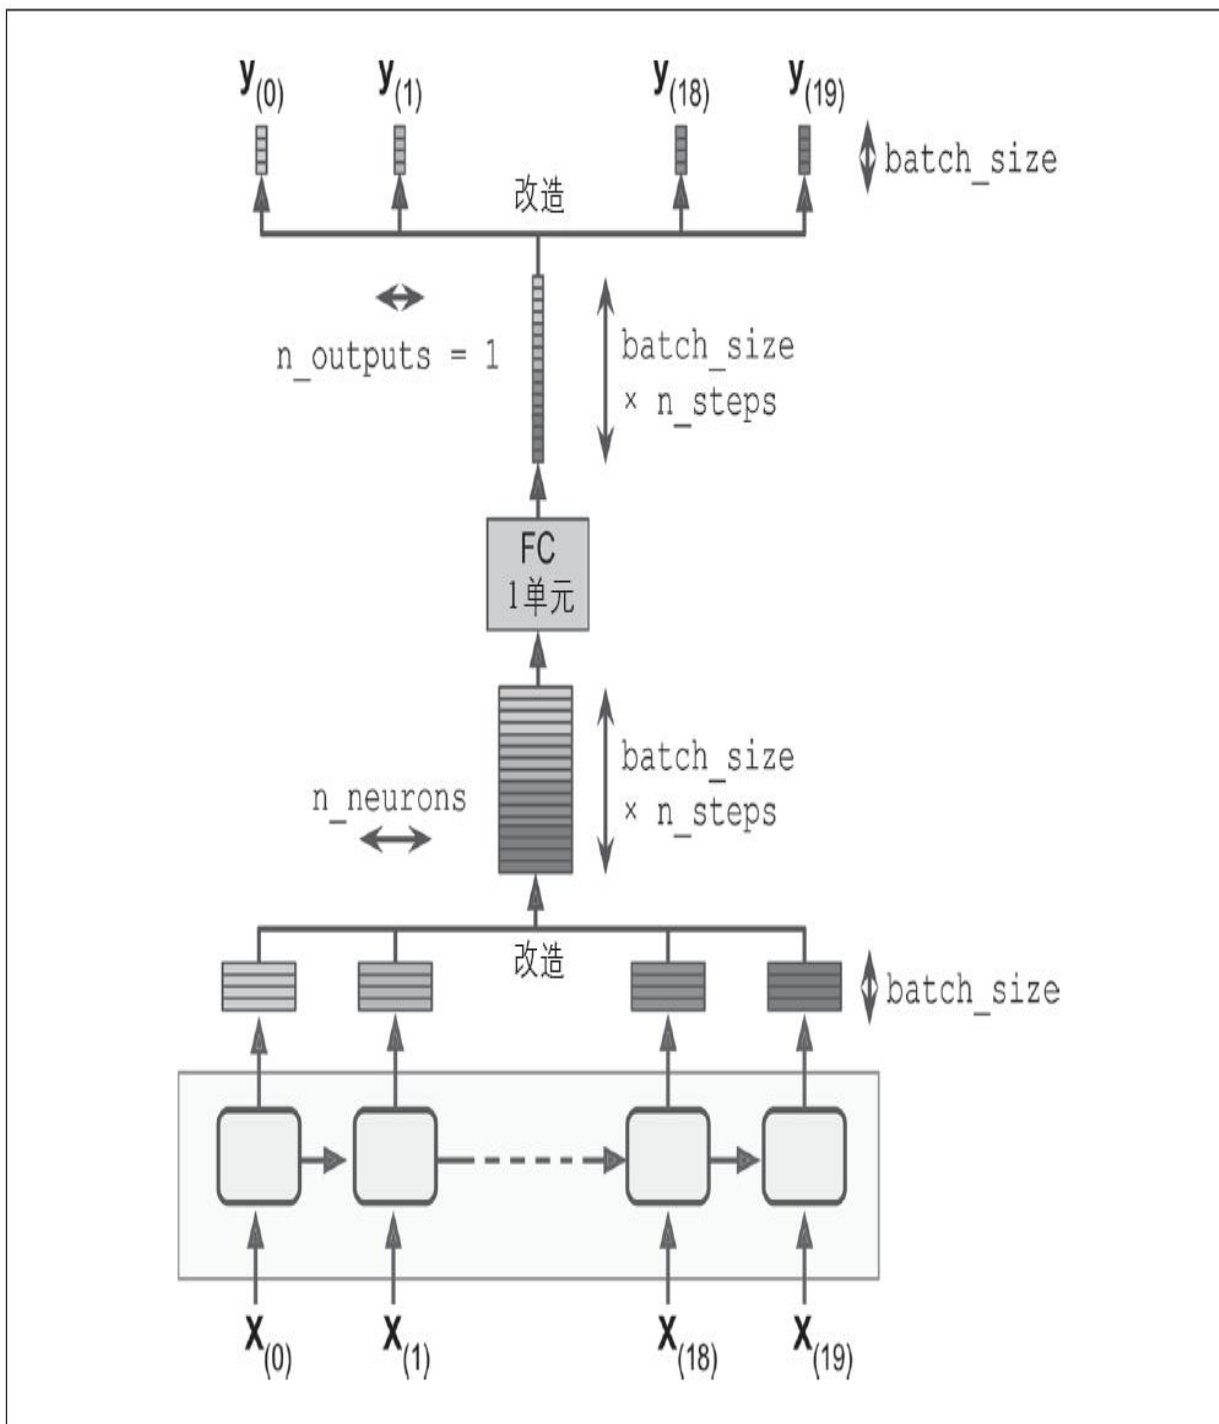 y(0) y(1) y(18) y(19)
batch_size
改造
n_outputs = 1
batch_size
× n_steps
FC
1单元
n_neurons
batch_size
× n_steps
改造
batch_size
X(0) X(1) X(18) X(19)